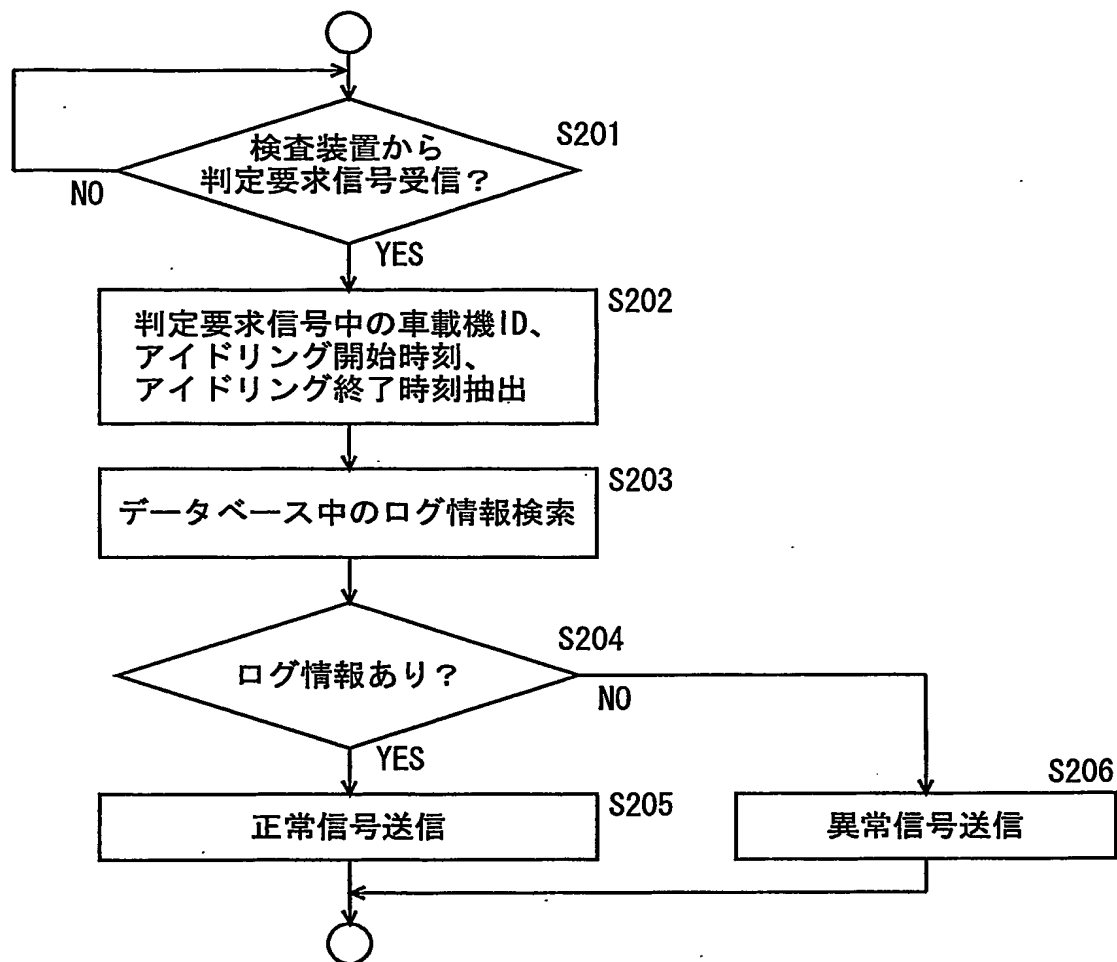 S201
検査装置から
判定要求信号受信？
NO
YES
S202
判定要求信号中の車載機ID、
アイドリング開始時刻、
アイドリング終了時刻抽出
S203
データベース中のログ情報検索
S204
ログ情報あり？
NO
YES
S205
正常信号送信
S206
異常信号送信